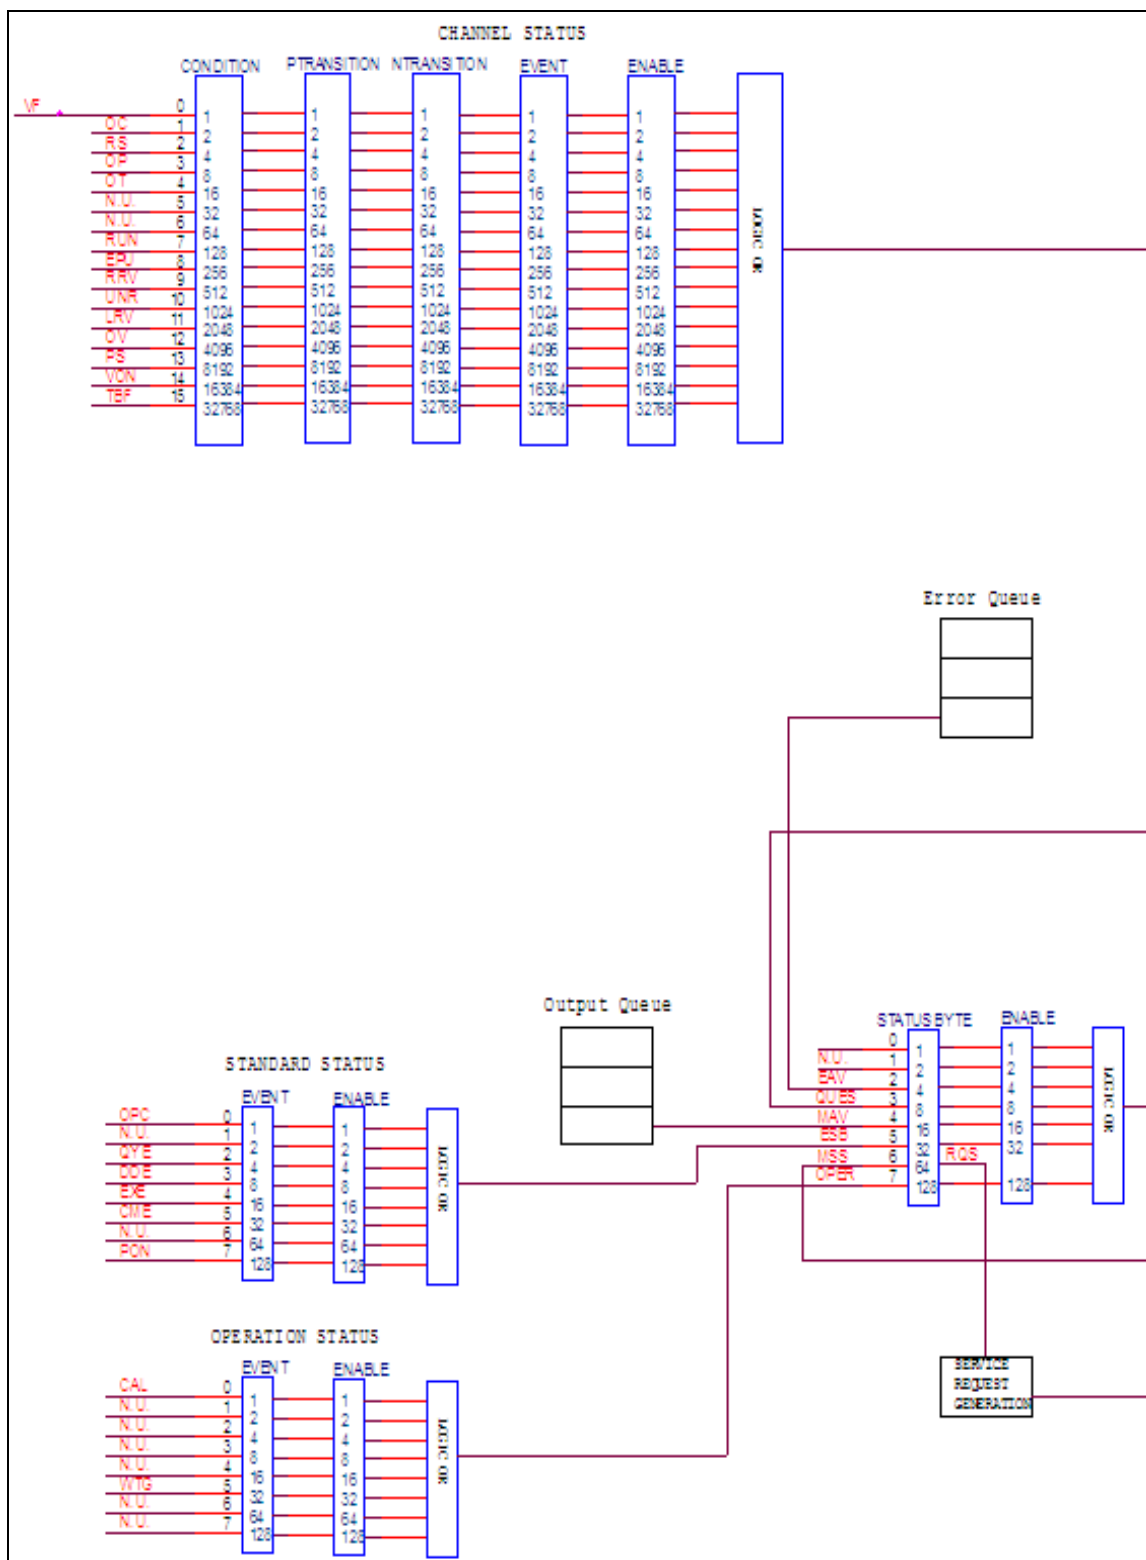 CHANNEL STATUS
CONDITION PTRANSITION NTRANSITION EVENT ENABLE
VF 0 1 1 1 1 1
OC 1 2 2 2 2 2
RS 2 4 4 4 4 4
OP 3 8 8 8 8 8
OT 4 16 16 16 16 16
N.U. 5 32 32 32 32 32
N.U. 6 64 64 64 64 64
RUN 7 128 128 128 128 128
EPU 8 256 256 256 256 256
RRV 9 512 512 512 512 512
UNR 10 1024 1024 1024 1024 1024
LRV 11 2048 2048 2048 2048 2048
OV 12 4096 4096 4096 4096 4096
PS 13 8192 8192 8192 8192 8192
VON 14 16384 16384 16384 16384 16384
TBF 15 32768 32768 32768 32768 32768
LOGIC OR
Error Queue
Output Queue
STATUS BYTE ENABLE
0 1 1
N.U. 1 2 2
EAV 2 4 4
QUES 3 8 8
MAV 4 16 16
ESB 5 32 32
MSS 6 64 RQS
OPER 7 128 128
LOGIC OR
STANDARD STATUS
EVENT ENABLE
OPC 0 1 1
N.U. 1 2 2
QYE 2 4 4
DDE 3 8 8
EXE 4 16 16
CME 5 32 32
N.U. 6 64 64
PON 7 128 128
LOGIC OR
OPERATION STATUS
EVENT ENABLE
CAL 0 1 1
N.U. 1 2 2
N.U. 2 4 4
N.U. 3 8 8
N.U. 4 16 16
WTG 5 32 32
N.U. 6 64 64
N.U. 7 128 128
LOGIC OR
SERVICE
REQUEST
GENERATION